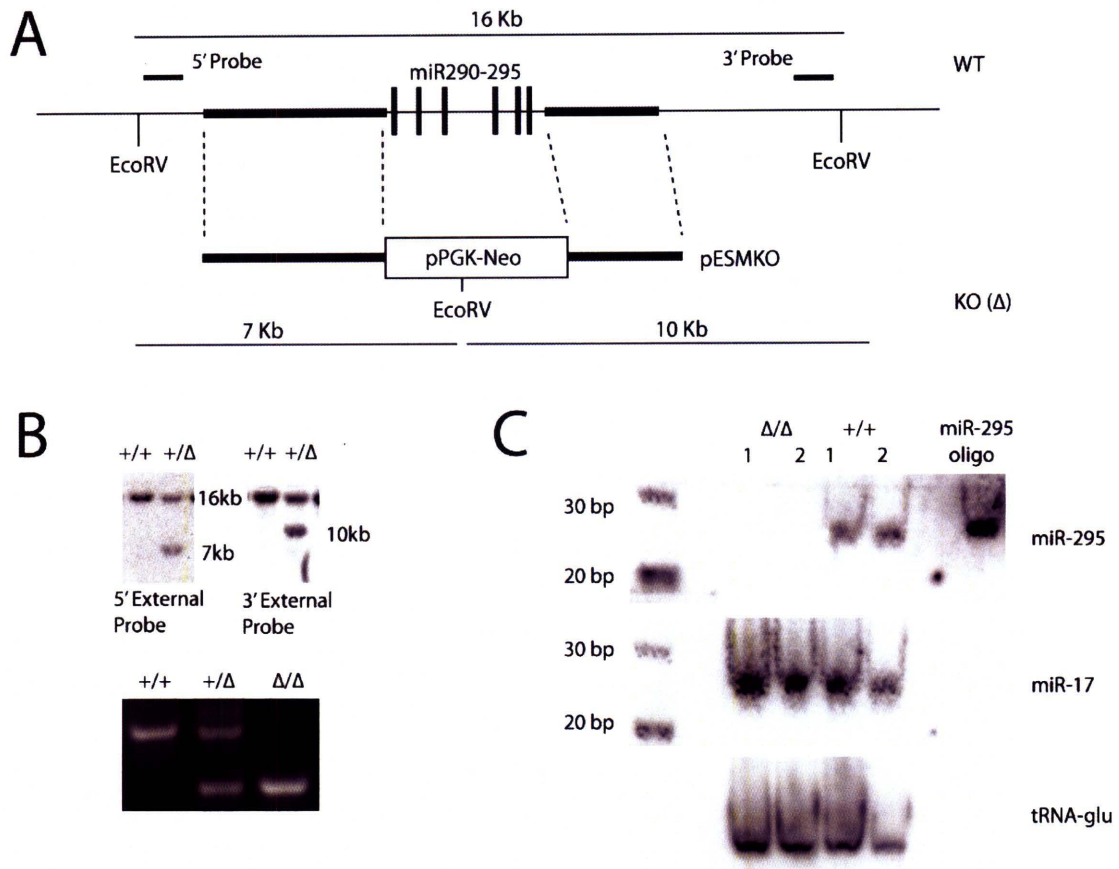 A
16 Kb
5' Probe
miR290-295
3' Probe
WT
EcoRV
EcoRV
pPGK-Neo
pESMKO
EcoRV
KO (Δ)
7 Kb
10 Kb
B
+/+ +/Δ
+/+ +/Δ
16kb
10kb
7kb
5' External
Probe
3' External
Probe
+/+ +/Δ Δ/Δ
C
Δ/Δ +/+ miR-295
1 2 1 2 oligo
30 bp
miR-295
20 bp
30 bp
miR-17
20 bp
tRNA-glu